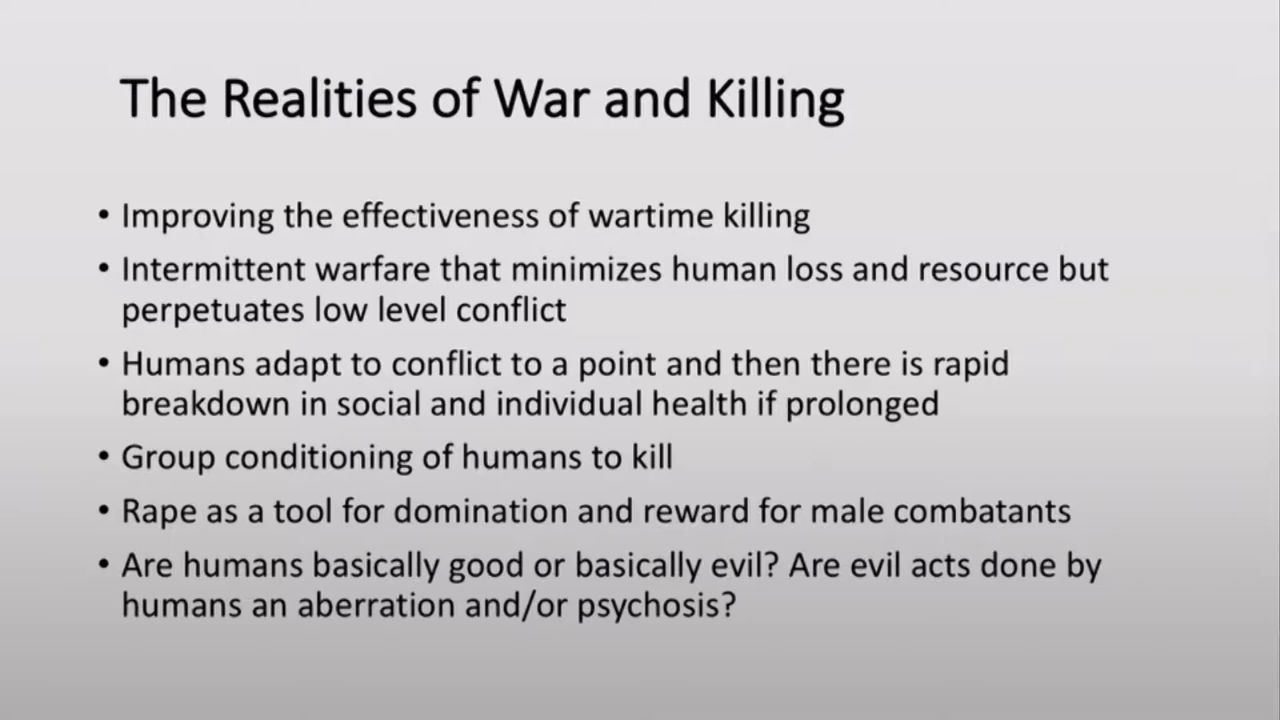 The Realities of War and Killing
• Improving the effectiveness of wartime killing
• Intermittent warfare that minimizes human loss and resource but
perpetuates low level conflict
• Humans adapt to conflict to a point and then there is rapid
breakdown in social and individual health if prolonged
• Group conditioning of humans to kill
• Rape as a tool for domination and reward for male combatants
• Are humans basically good or basically evil? Are evil acts done by
humans an aberration and/or psychosis?